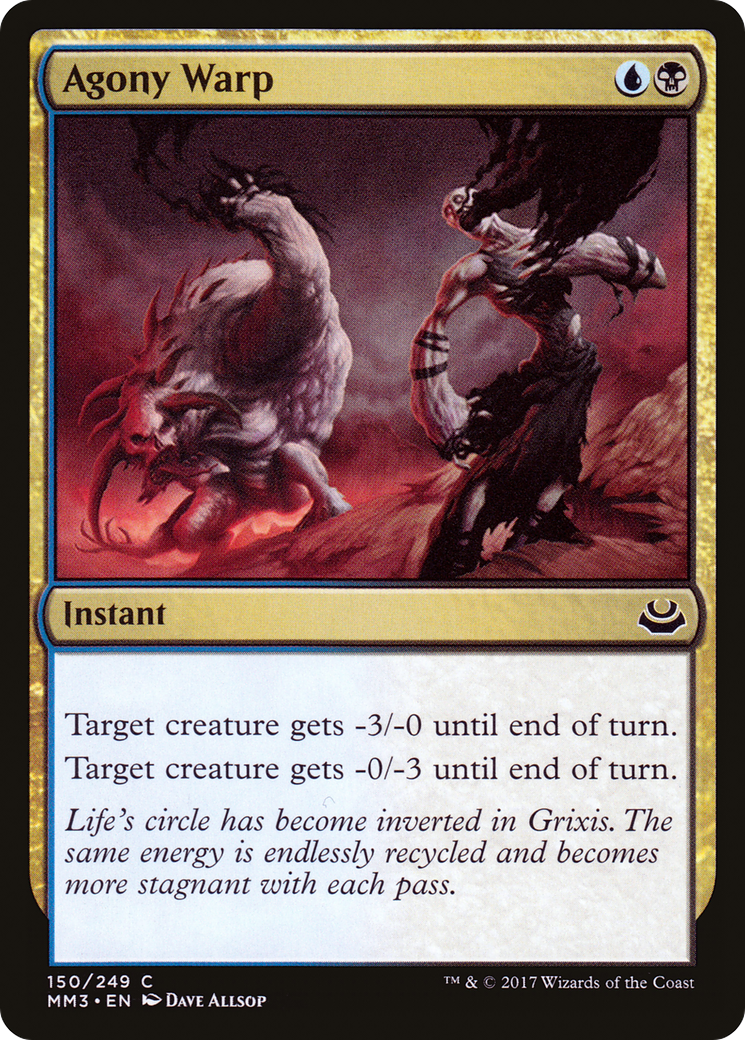 Agony Warp
Instant
Target creature gets -3/-0 until end of turn.
Target creature gets -0/-3 until end of turn.
Life's circle has become inverted in Grixis. The
same energy is endlessly recycled and becomes
more stagnant with each pass.
150/249 C
MM3 • EN Dave Allsop
™ & © 2017 Wizards of the Coast